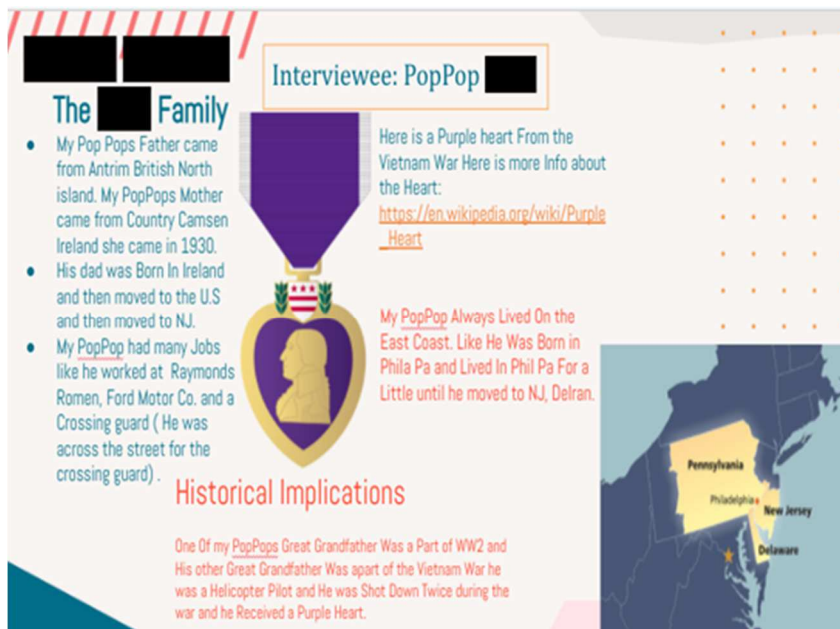 Interviewee: PopPop
The Family
• My Pop Pops Father came
from Antrim British North
island. My PopPops Mother
came from Country Camsen
Ireland she came in 1930.
• His dad was Born In Ireland
and then moved to the U.S
and then moved to NJ.
• My PopPop had many Jobs
like he worked at Raymonds
Romen, Ford Motor Co. and a
Crossing guard ( He was
across the street for the
crossing guard) .
Here is a Purple heart From the
Vietnam War Here is more Info about
the Heart:
https://en.wikipedia.org/wiki/Purple
_Heart
My PopPop Always Lived On the
East Coast. Like He Was Born in
Phila Pa and Lived In Phil Pa For a
Little until he moved to NJ, Delran.
Pennsylvania
Philadelphia
New Jersey
Delaware
Historical Implications
One Of my PopPops Great Grandfather Was a Part of WW2 and
His other Great Grandfather Was apart of the Vietnam War he
was a Helicopter Pilot and He was Shot Down Twice during the
war and he Received a Purple Heart.